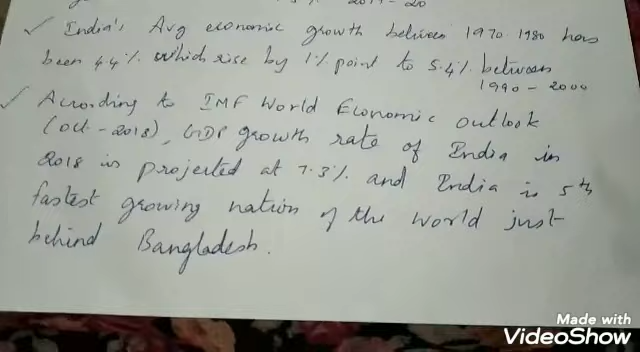 2019-20
✓ India's Avg economic growth between 1970-1980 has
been 4.4% which rise by 1% point to 5.4% between
1990-2000
✓ According to IMF World Economic outlook
(oct-2018), GDP growth rate of India in
2018 is projected at 7.3% and India is 5th
fastest growing nation of the world just
behind Bangladesh.
Made with
VideoShow